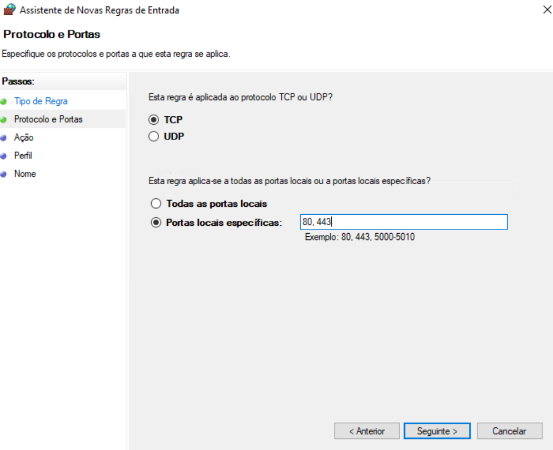 Assistente de Novas Regras de Entrada
Protocolo e Portas
Especifique os protocolos e portas a que esta regra se aplica.
Passos:
Tipo de Regra
Protocolo e Portas
Ação
Perfil
Nome
Esta regra é aplicada ao protocolo TCP ou UDP?
TCP
UDP
Esta regra aplica-se a todas as portas locais ou a portas locais específicas?
Todas as portas locais
Portas locais específicas: 80, 443
Exemplo: 80, 443, 5000-5010
< Anterior Seguinte > Cancelar